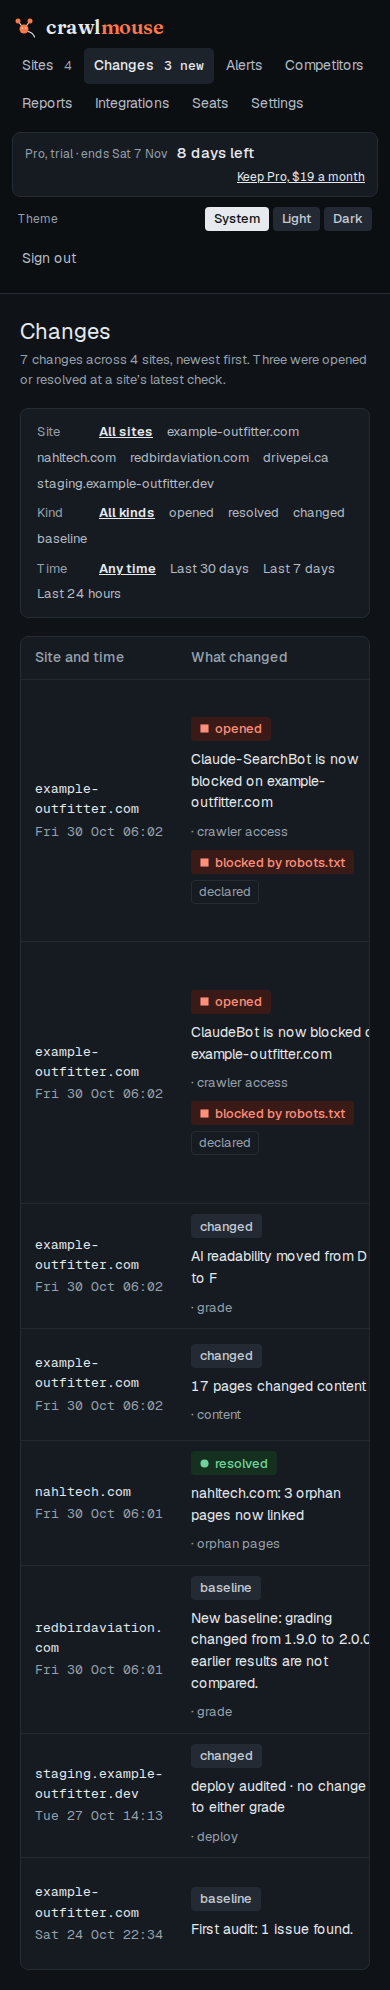 crawlmouse
Sites 4 Changes 3 new Alerts Competitors
Reports Integrations Seats Settings
Pro, trial · ends Sat 7 Nov 8 days left
Keep Pro, $19 a month
Theme System Light Dark
Sign out
Changes
7 changes across 4 sites, newest first. Three were opened
or resolved at a site's latest check.
Site All sites example-outfitter.com
nahltech.com redbirdaviation.com drivepei.ca
staging.example-outfitter.dev
Kind All kinds opened resolved changed
baseline
Time Any time Last 30 days Last 7 days
Last 24 hours
Site and time What changed
example-
outfitter.com
Fri 30 Oct 06:02
opened
Claude-SearchBot is now
blocked on example-
outfitter.com
· crawler access
blocked by robots.txt
declared
example-
outfitter.com
Fri 30 Oct 06:02
opened
ClaudeBot is now blocked
example-outfitter.com
· crawler access
blocked by robots.txt
declared
example-
outfitter.com
Fri 30 Oct 06:02
changed
AI readability moved from D
to F
· grade
example-
outfitter.com
Fri 30 Oct 06:02
changed
17 pages changed content
· content
nahltech.com
Fri 30 Oct 06:01
resolved
nahltech.com: 3 orphan
pages now linked
· orphan pages
redbirdaviation.
com
Fri 30 Oct 06:01
baseline
New baseline: grading
changed from 1.9.0 to 2.0.0
earlier results are not
compared.
· grade
staging.example-
outfitter.dev
Tue 27 Oct 14:13
changed
deploy audited · no change
to either grade
· deploy
example-
outfitter.com
Sat 24 Oct 22:34
baseline
First audit: 1 issue found.